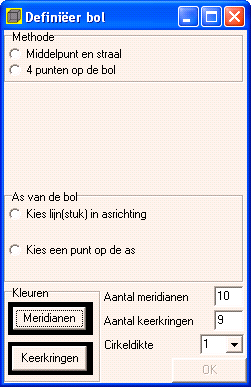 Definiëer bol
Methode
Middelpunt en straal
4 punten op de bol
As van de bol
Kies lijn(stuk) in asrichting
Kies een punt op de as
Kleuren
Meridianen
Keerkringen
Aantal meridianen 10
Aantal keerkringen 9
Cirkeldikte 1
OK